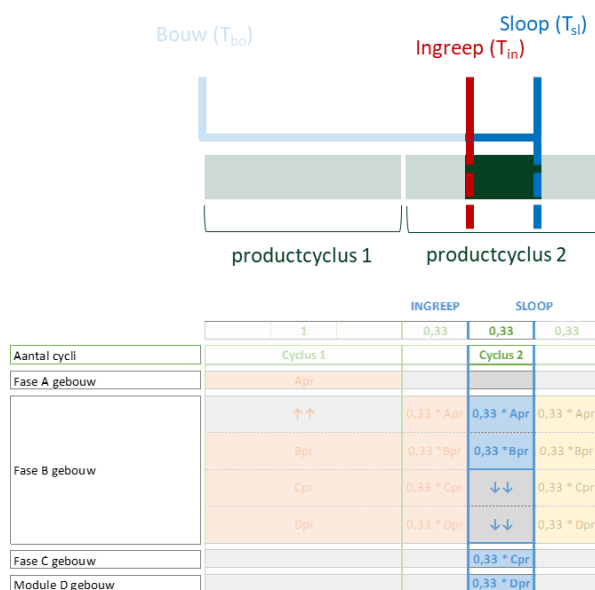 Sloop (Tsl)
Bouw (Tbo)
Ingreep (Tin)
productcyclus 1 productcyclus 2
INGREEP SLOOP
1 0,33 0,33 0,33
Aantal cycli Cyclus 1 Cyclus 2
Fase A gebouw Apr
↑↑ 0,33 * Apr 0,33 * Apr 0,33 * Apr
Bpr 0,33 *Bpr 0,33 *Bpr 0,33 *Bpr
Fase B gebouw
Cpr 0,33 * Cpr ↓↓ 0,33 * Cpr
Dpr 0,33 * Dpr ↓↓ 0,33 * Dpr
Fase C gebouw 0,33 * Cpr
Module D gebouw 0,33 * Dpr